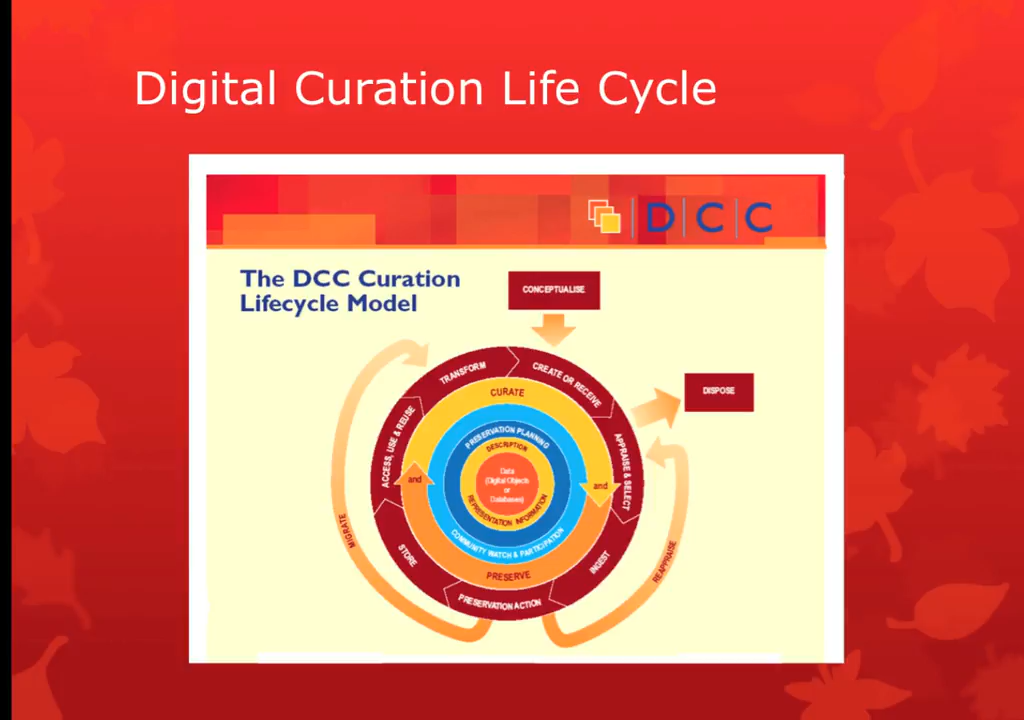 Digital Curation Life Cycle
D C C
The DCC Curation
Lifecycle Model
CONCEPTUALISE
DISPOSE
TRANSFORM
CREATE OR RECEIVE
APPRAISE & SELECT
INGEST
PRESERVATION ACTION
STORE
ACCESS, USE & REUSE
MIGRATE
REAPPRAISE
CURATE
and
and
PRESERVE
PRESERVATION PLANNING
COMMUNITY WATCH & PARTICIPATION
DESCRIPTION
REPRESENTATION INFORMATION
Data
(Digital Objects
or
Databases)